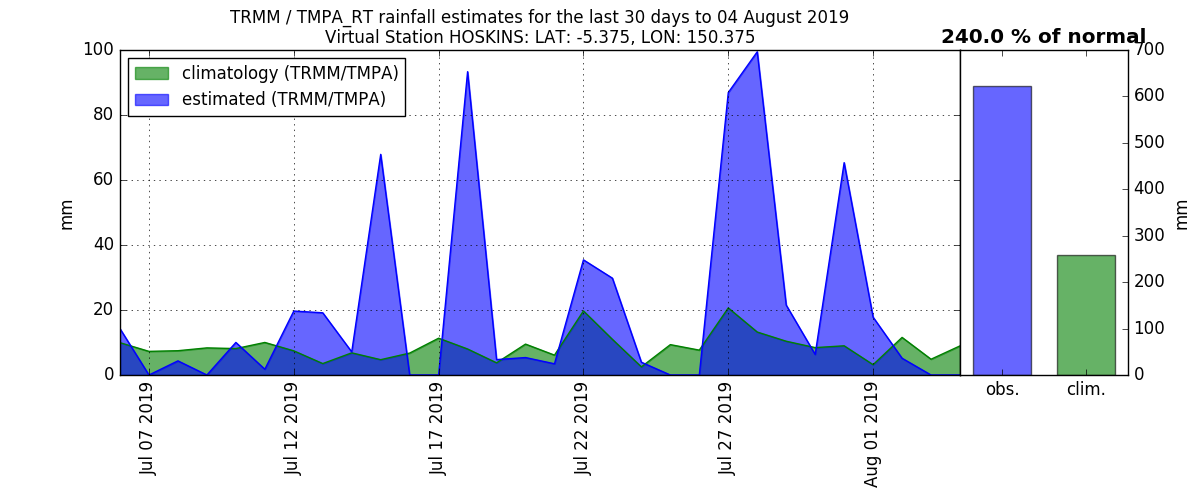 TRMM / TMPA_RT rainfall estimates for the last 30 days to 04 August 2019
Virtual Station HOSKINS: LAT: -5.375, LON: 150.375
240.0 % of normal
climatology (TRMM/TMPA)
estimated (TRMM/TMPA)
100
80
60
40
20
0
mm
Jul 07 2019
Jul 12 2019
Jul 17 2019
Jul 22 2019
Jul 27 2019
Aug 01 2019
700
600
500
400
300
200
100
0
mm
obs.
clim.